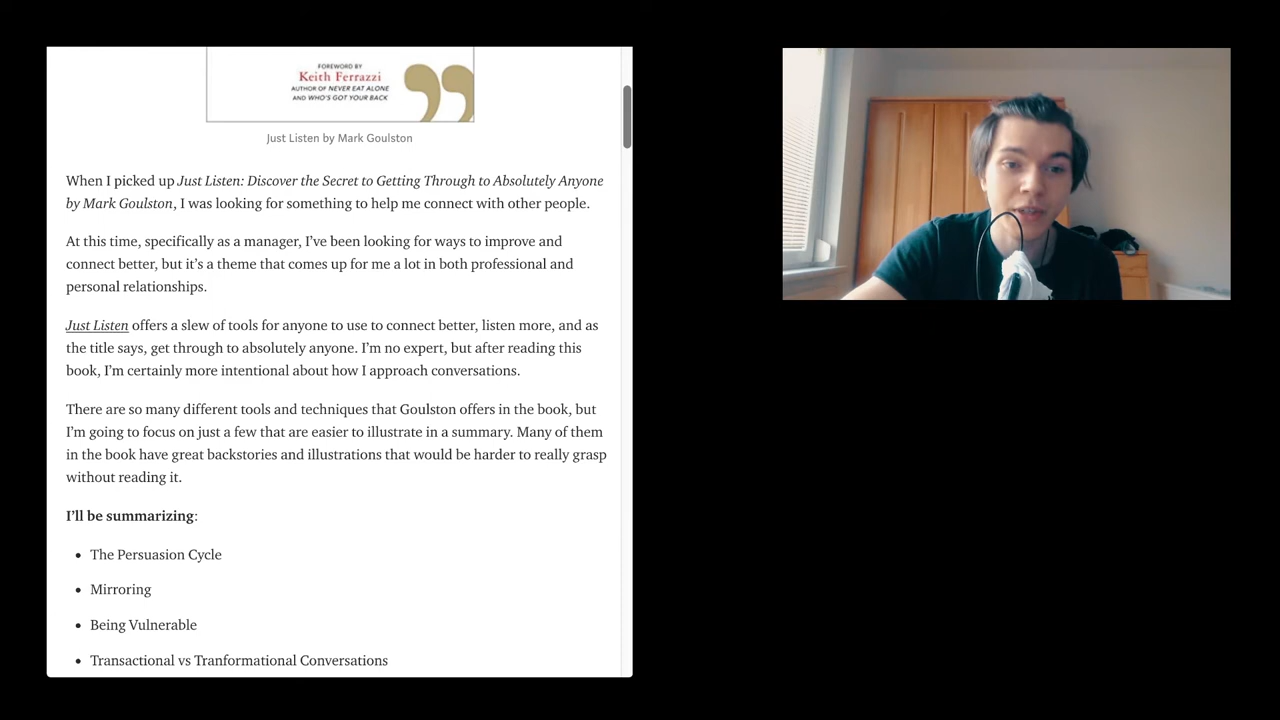 FOREWORD BY
Keith Ferrazzi
AUTHOR OF NEVER EAT ALONE
AND WHO'S GOT YOUR BACK
Just Listen by Mark Goulston
When I picked up Just Listen: Discover the Secret to Getting Through to Absolutely Anyone
by Mark Goulston, I was looking for something to help me connect with other people.
At this time, specifically as a manager, I've been looking for ways to improve and
connect better, but it's a theme that comes up for me a lot in both professional and
personal relationships.
Just Listen offers a slew of tools for anyone to use to connect better, listen more, and as
the title says, get through to absolutely anyone. I'm no expert, but after reading this
book, I'm certainly more intentional about how I approach conversations.
There are so many different tools and techniques that Goulston offers in the book, but
I'm going to focus on just a few that are easier to illustrate in a summary. Many of them
in the book have great backstories and illustrations that would be harder to really grasp
without reading it.
I'll be summarizing:
• The Persuasion Cycle
• Mirroring
• Being Vulnerable
• Transactional vs Tranformational Conversations